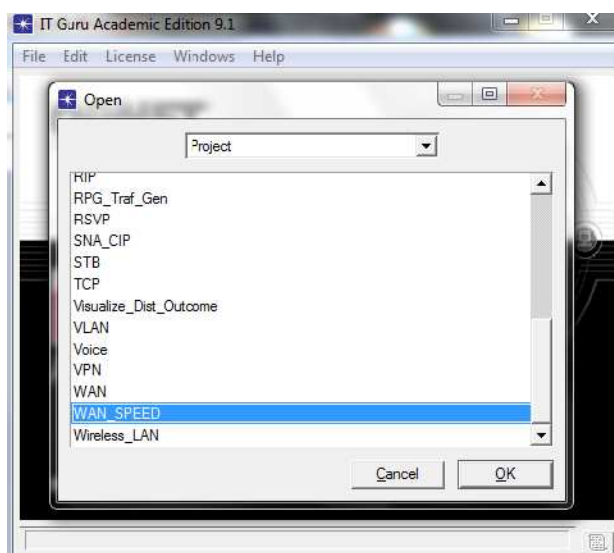 IT Guru Academic Edition 9.1
File Edit License Windows Help
Open
Project
RIP
RPG_Traf_Gen
RSVP
SNA_CIP
STB
TCP
Visualize_Dist_Outcome
VLAN
Voice
VPN
WAN
WAN_SPEED
Wireless_LAN
Cancel OK